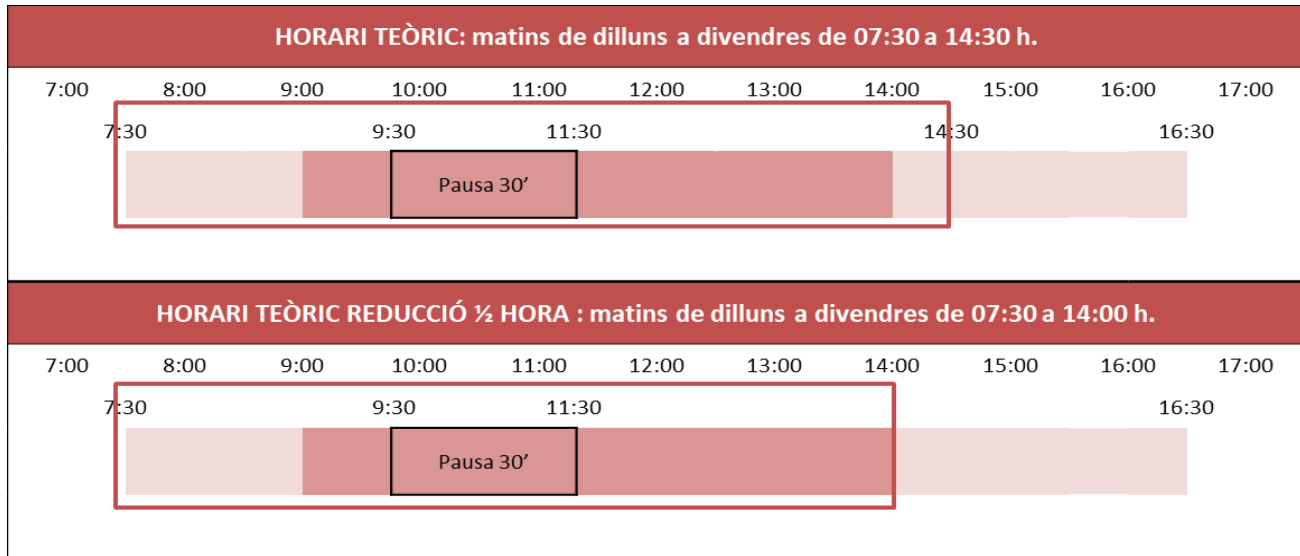 HORARI TEÒRIC: matins de dilluns a divendres de 07:30 a 14:30 h.
7:00 8:00 9:00 10:00 11:00 12:00 13:00 14:00 15:00 16:00 17:00
7:30 9:30 11:30 14:30 16:30
Pausa 30’
HORARI TEÒRIC REDUCCIÓ ½ HORA : matins de dilluns a divendres de 07:30 a 14:00 h.
7:00 8:00 9:00 10:00 11:00 12:00 13:00 14:00 15:00 16:00 17:00
7:30 9:30 11:30 16:30
Pausa 30’